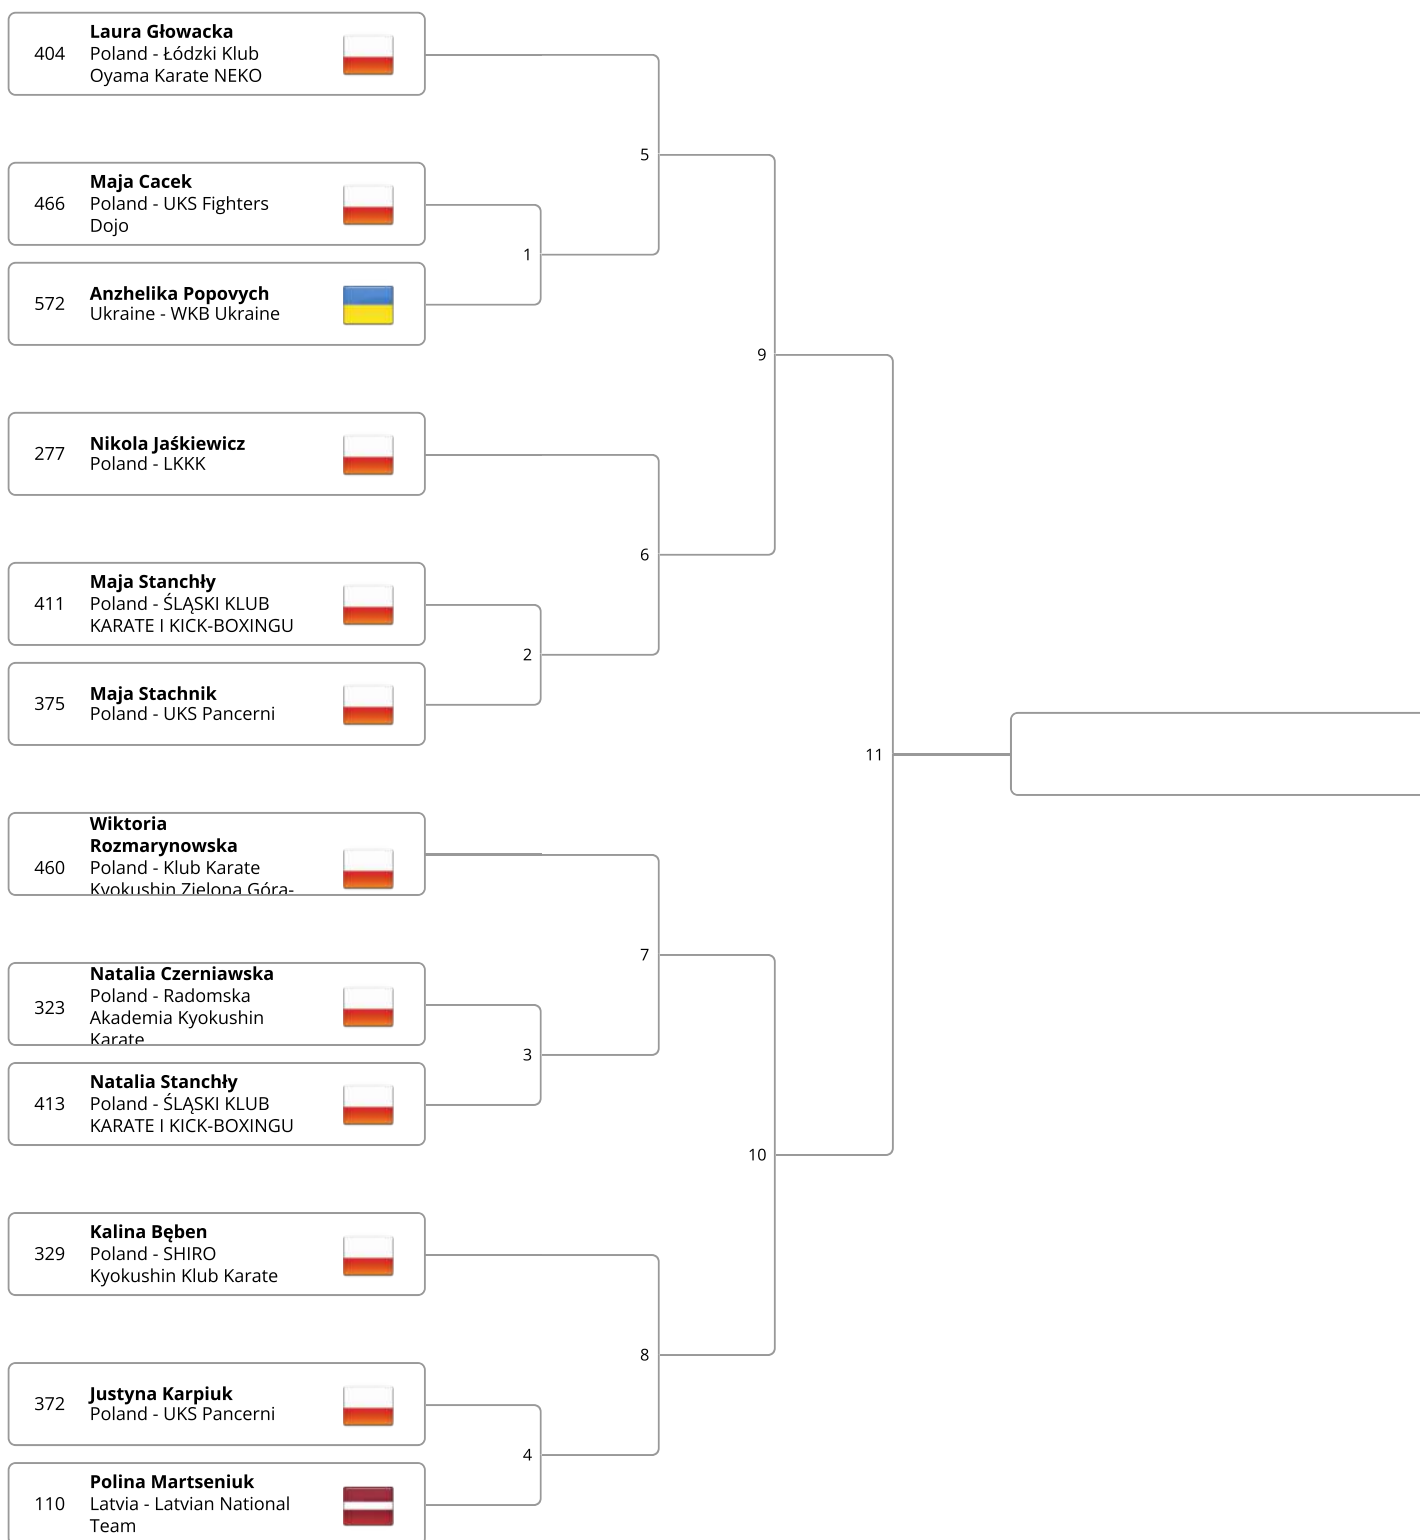 404
Laura Głowacka
Poland - Łódzki Klub
Oyama Karate NEKO
5
466
Maja Cacek
Poland - UKS Fighters
Dojo
1
572
Anzhelika Popovych
Ukraine - WKB Ukraine
9
277
Nikola Jaśkiewicz
Poland - LKKK
6
411
Maja Stanchły
Poland - ŚLĄSKI KLUB
KARATE I KICK-BOXINGU
2
375
Maja Stachnik
Poland - UKS Pancerni
11
460
Wiktoria
Rozmarynowska
Poland - Klub Karate
Kyokushin Zielona Góra-
7
323
Natalia Czerniawska
Poland - Radomska
Akademia Kyokushin
Karate
3
413
Natalia Stanchły
Poland - ŚLĄSKI KLUB
KARATE I KICK-BOXINGU
10
329
Kalina Bęben
Poland - SHIRO
Kyokushin Klub Karate
8
372
Justyna Karpiuk
Poland - UKS Pancerni
4
110
Polina Martseniuk
Latvia - Latvian National
Team